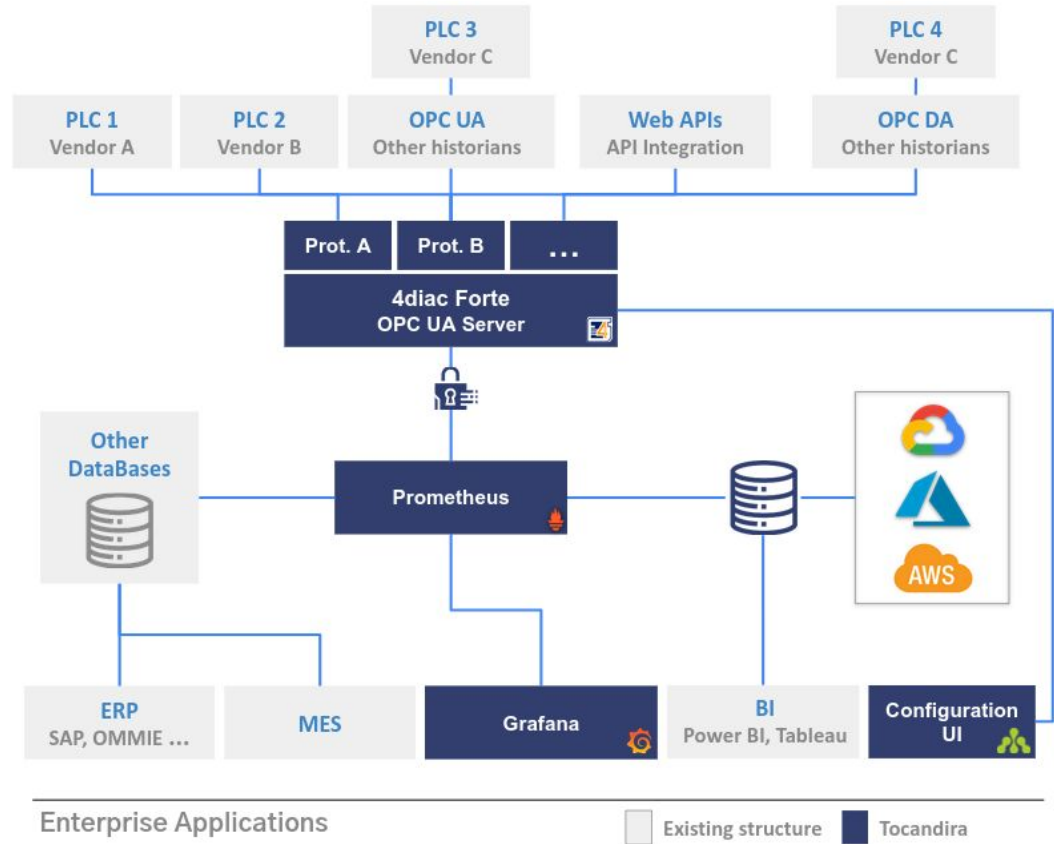 PLC 3
Vendor C
PLC 4
Vendor C
PLC 1
Vendor A
PLC 2
Vendor B
OPC UA
Other historians
Web APIs
API Integration
OPC DA
Other historians
Prot. A
Prot. B
...
4diac Forte
OPC UA Server
Other
DataBases
Prometheus
AWS
ERP
SAP, OMMIE ...
MES
Grafana
BI
Power BI, Tableau
Configuration
UI
Enterprise Applications
Existing structure
Tocandira